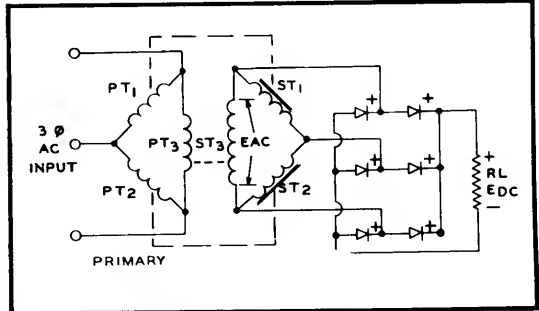 PT1
ST1
3 Ø
AC
INPUT
PT3
ST3
EAC
PT2
ST2
+
+
+
+
+
+
+
RL
EDC
−
PRIMARY